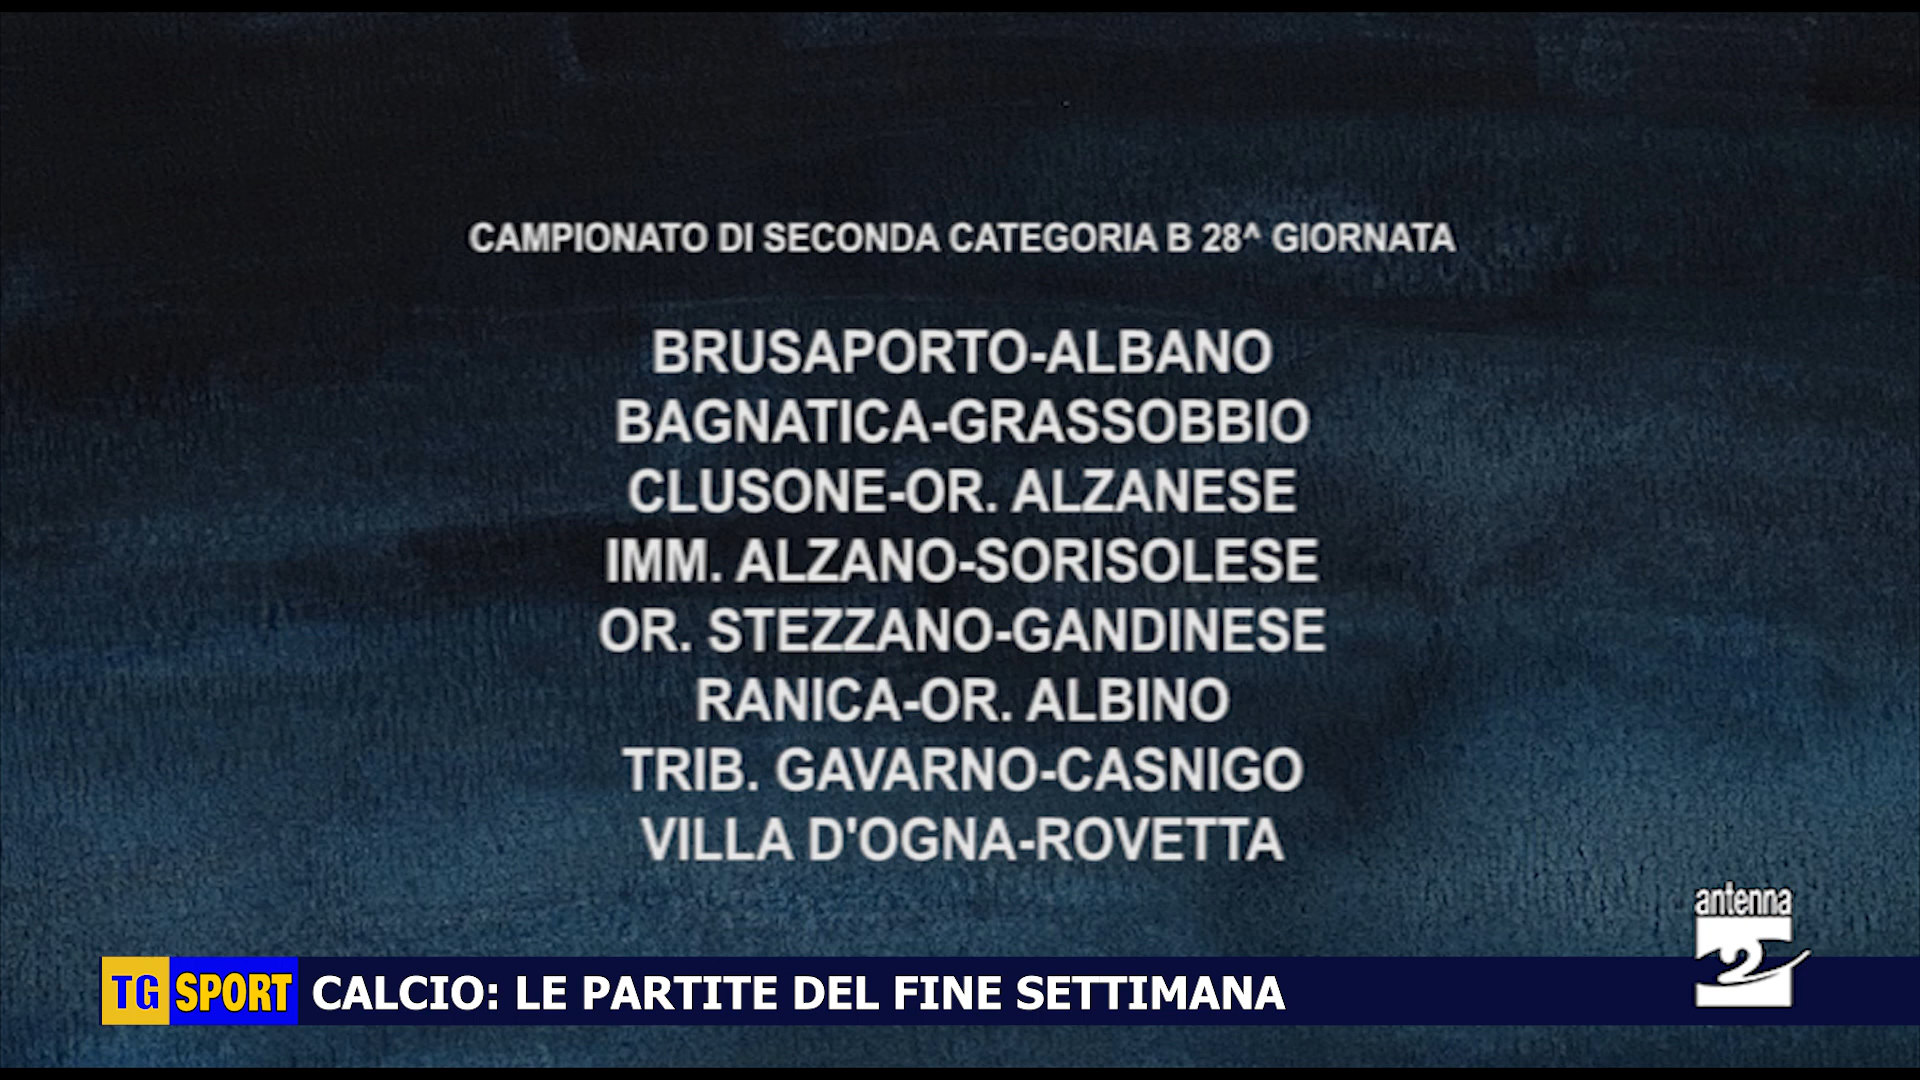 CAMPIONATO DI SECONDA CATEGORIA B 28^ GIORNATA
BRUSAPORTO-ALBANO
BAGNATICA-GRASSOBBIO
CLUSONE-OR. ALZANESE
IMM. ALZANO-SORISOLESE
OR. STEZZANO-GANDINESE
RANICA-OR. ALBINO
TRIB. GAVARNO-CASNIGO
VILLA D'OGNA-ROVETTA
antenna
2
TG SPORT CALCIO: LE PARTITE DEL FINE SETTIMANA